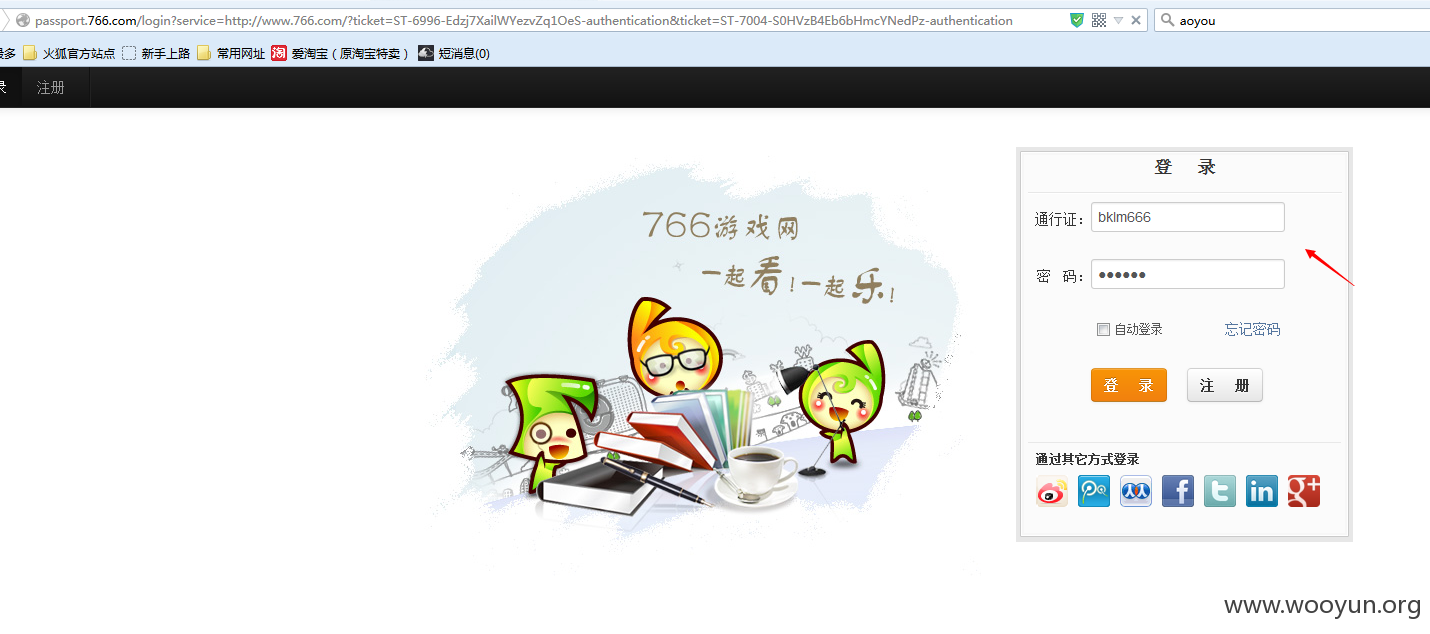 passport.766.com/login?service=http://www.766.com/?ticket=ST-6996-Edzj7XailWYezvZq1OeS-authentication&ticket=ST-7004-S0HVzB4Eb6bHmcYNedPz-authentication
aoyou
最多 火狐官方站点 新手上路 常用网址 淘 爱淘宝（原淘宝特卖） 短消息(0)
录 注册
登 录
通行证： bklm666
密 码： ●●●●●●
自动登录 忘记密码
登 录 注 册
通过其它方式登录
f t in g+
766游戏网
一起看！一起乐！
www.wooyun.org